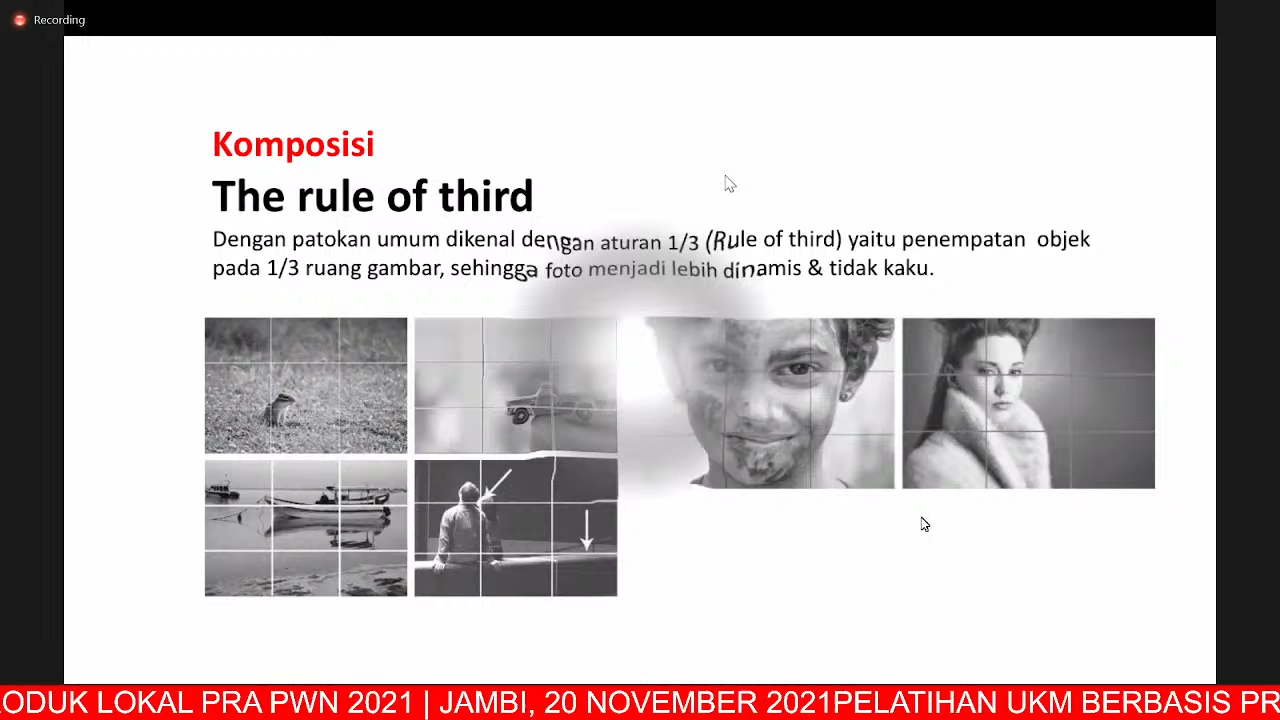 Recording
Komposisi
The rule of third
Dengan patokan umum dikenal dengan aturan 1/3 (Rule of third) yaitu penempatan objek
pada 1/3 ruang gambar, sehingga foto menjadi lebih dinamis & tidak kaku.
ODUK LOKAL PRA PWN 2021 | JAMBI, 20 NOVEMBER 2021PELATIHAN UKM BERBASIS PR